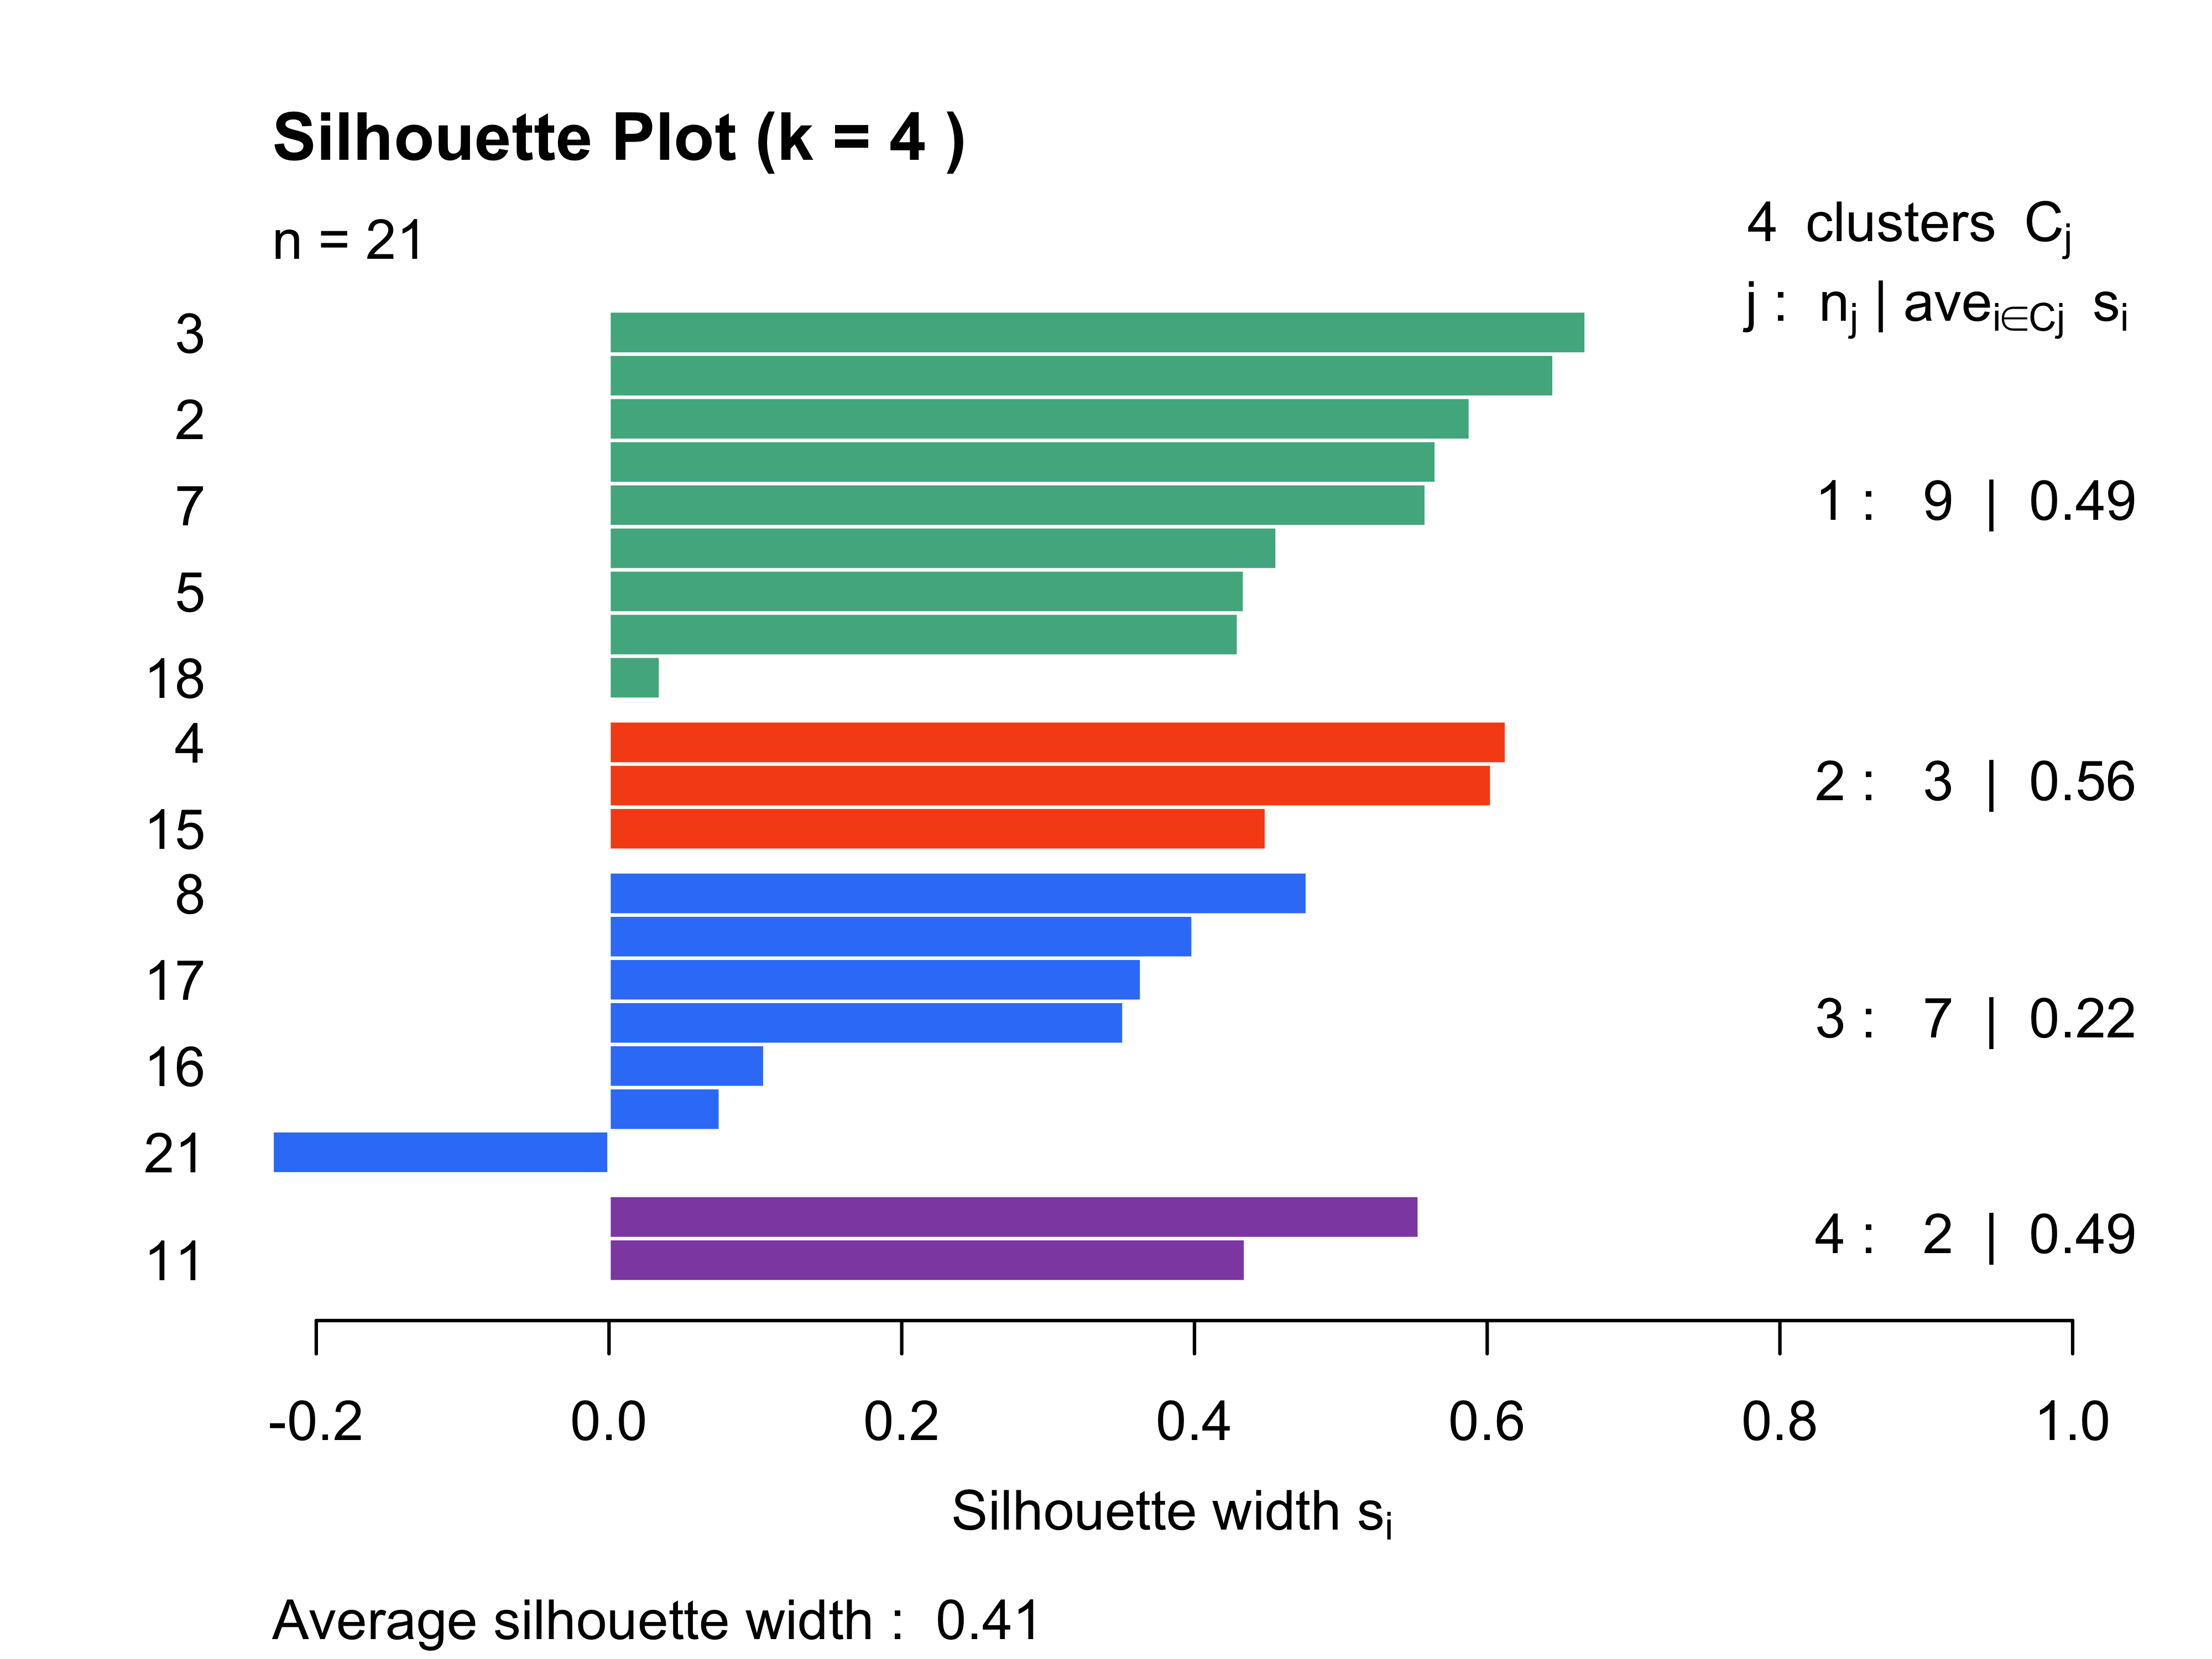 Silhouette Plot (k = 4 )
n = 21
4 clusters Cj
j : nj | avei∈Cj si
3
2
7
1 : 9 | 0.49
5
18
4
2 : 3 | 0.56
15
8
17
3 : 7 | 0.22
16
21
4 : 2 | 0.49
11
-0.2 0.0 0.2 0.4 0.6 0.8 1.0
Silhouette width si
Average silhouette width : 0.41